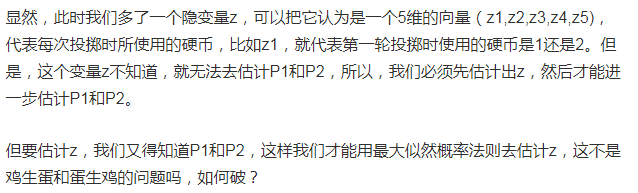 显然，此时我们多了一个隐变量z，可以把它认为是一个5维的向量（z1,z2,z3,z4,z5)，
代表每次投掷时所使用的硬币，比如z1，就代表第一轮投掷时使用的硬币是1还是2。但
是，这个变量z不知道，就无法去估计P1和P2，所以，我们必须先估计出z，然后才能进
一步估计P1和P2。
但要估计z，我们又得知道P1和P2，这样我们才能用最大似然概率法则去估计z，这不是
鸡生蛋和蛋生鸡的问题吗，如何破？